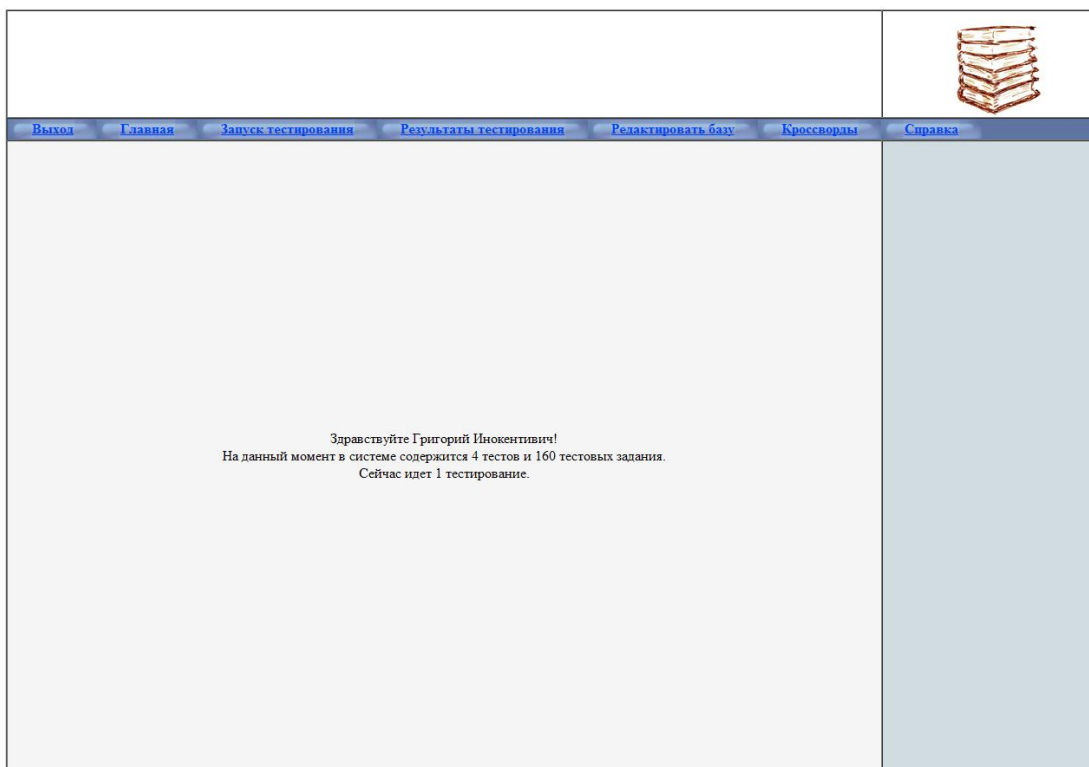 Выход Главная Запуск тестирования Результаты тестирования Редактировать базу Кроссворды Справка
Здравствуйте Григорий Инокентивич!
На данный момент в системе содержится 4 тестов и 160 тестовых задания.
Сейчас идет 1 тестирование.